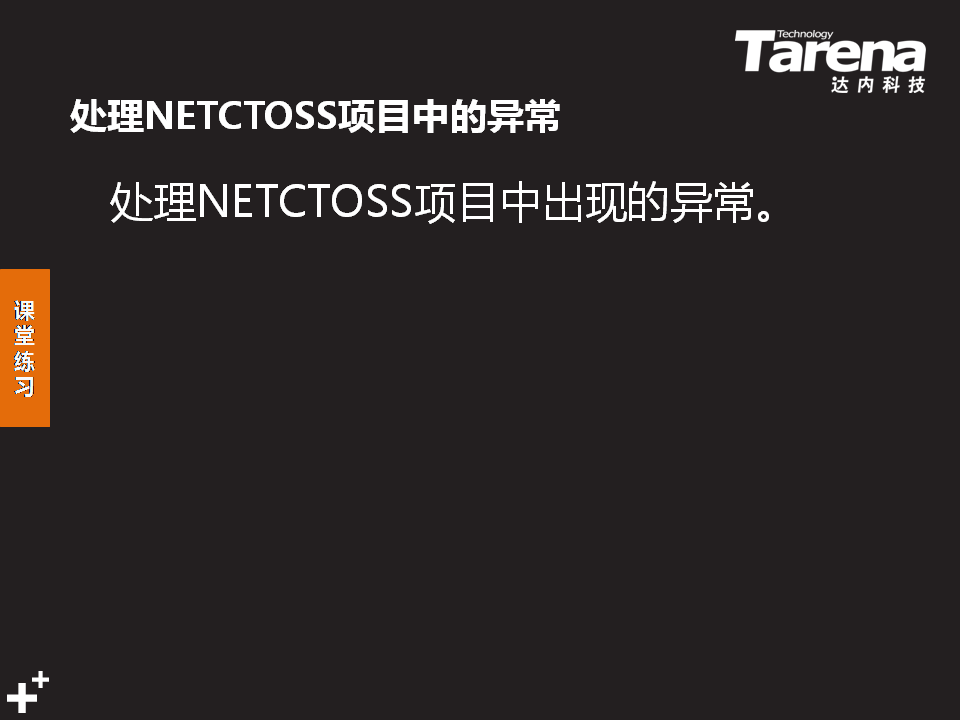 Technology
Tarena
达内科技
处理NETCTOSS项目中的异常
处理NETCTOSS项目中出现的异常。
课
堂
练
习